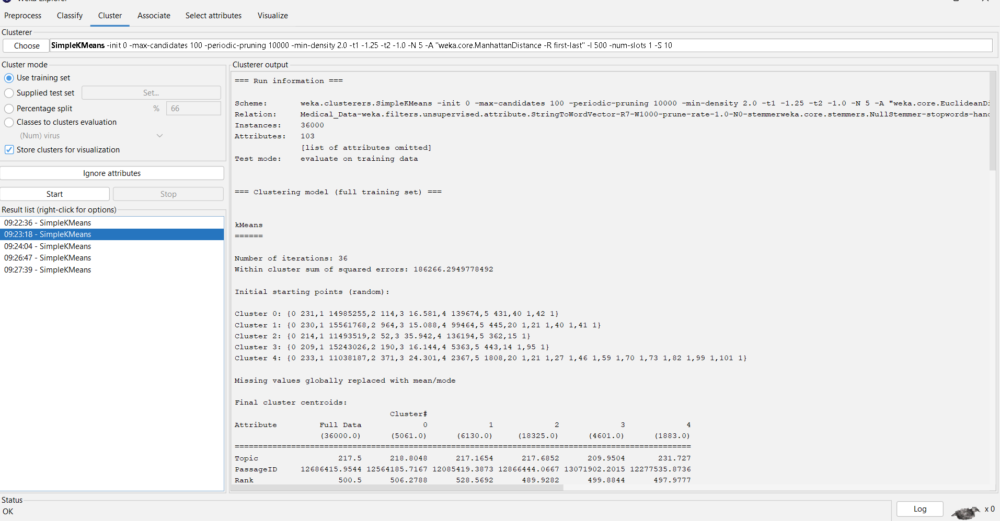 Weka Explorer
Preprocess Classify Cluster Associate Select attributes Visualize
Clusterer
Choose SimpleKMeans -init 0 -max-candidates 100 -periodic-pruning 10000 -min-density 2.0 -t1 -1.25 -t2 -1.0 -N 5 -A "weka.core.ManhattanDistance -R first-last" -I 500 -num-slots 1 -S 10
Cluster mode
Use training set
Supplied test set Set...
Percentage split % 66
Classes to clusters evaluation
(Num) virus
Store clusters for visualization
Ignore attributes
Start Stop
Result list (right-click for options)
09:22:36 - SimpleKMeans
09:23:18 - SimpleKMeans
09:24:04 - SimpleKMeans
09:26:47 - SimpleKMeans
09:27:39 - SimpleKMeans
Clusterer output
=== Run information ===
Scheme: weka.clusterers.SimpleKMeans -init 0 -max-candidates 100 -periodic-pruning 10000 -min-density 2.0 -t1 -1.25 -t2 -1.0 -N 5 -A "weka.core.EuclideanDi
Relation: Medical_Data-weka.filters.unsupervised.attribute.StringToWordVector-R7-W1000-prune-rate-1.0-N0-stemmerweka.core.stemmers.NullStemmer-stopwords-hand
Instances: 36000
Attributes: 103
[list of attributes omitted]
Test mode: evaluate on training data
=== Clustering model (full training set) ===
kMeans
======
Number of iterations: 36
Within cluster sum of squared errors: 186266.2949778492
Initial starting points (random):
Cluster 0: {0 231,1 14985255,2 114,3 16.581,4 139674,5 431,40 1,42 1}
Cluster 1: {0 230,1 15561768,2 964,3 15.088,4 99464,5 445,20 1,21 1,40 1,41 1}
Cluster 2: {0 214,1 11493519,2 52,3 35.942,4 136194,5 362,15 1}
Cluster 3: {0 209,1 15243026,2 190,3 16.144,4 5363,5 443,14 1,95 1}
Cluster 4: {0 233,1 11038187,2 371,3 24.301,4 2367,5 1808,20 1,21 1,27 1,46 1,59 1,70 1,73 1,82 1,99 1,101 1}
Missing values globally replaced with mean/mode
Final cluster centroids:
Cluster#
Attribute Full Data 0 1 2 3 4
(36000.0) (5061.0) (6130.0) (18325.0) (4601.0) (1883.0)
=================================================================================================
Topic 217.5 218.8048 217.1654 217.6852 209.9504 231.727
PassageID 12686415.9544 12564185.7167 12085419.3873 12866444.0667 13071902.2015 12277535.8736
Rank 500.5 506.2788 528.5692 489.9282 499.8844 497.9777
Status
OK
Log x 0